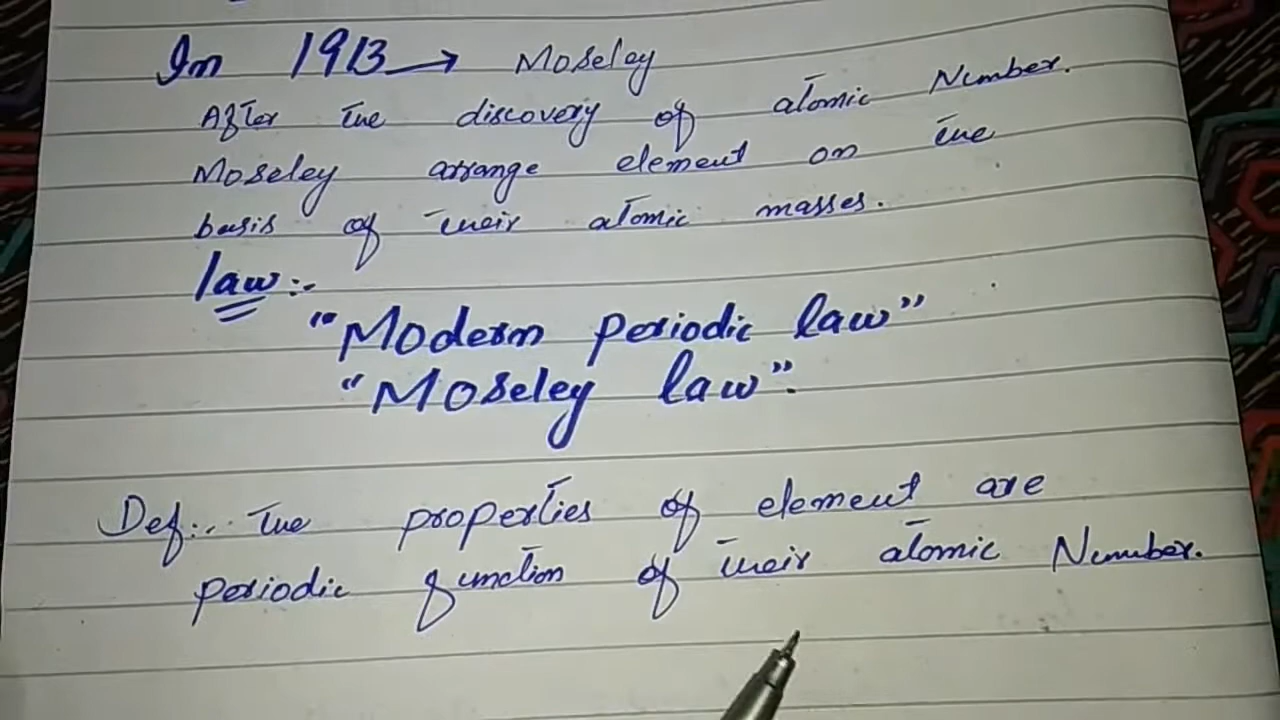 In 1913 → Moseley
After the discovery of atomic Number.
Moseley arrange element on the
basis of their atomic masses.
law:-
"Modern periodic law"
"Moseley law".
Def:. The properties of element are
periodic function of their atomic Number.